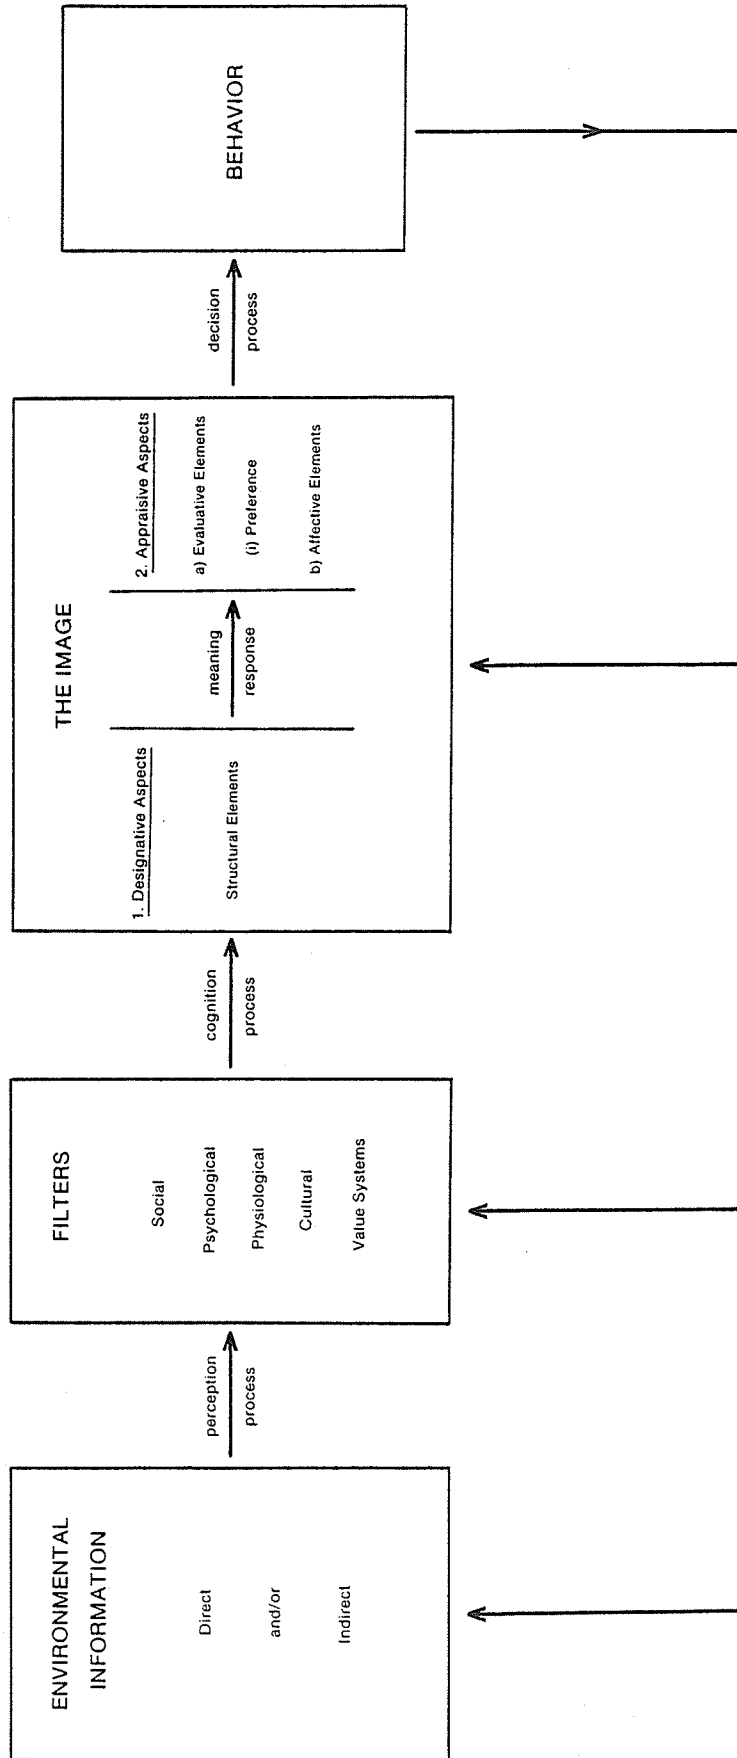 ENVIRONMENTAL
INFORMATION
Direct
and/or
Indirect
perception
process
FILTERS
Social
Psychological
Physiological
Cultural
Value Systems
cognition
process
THE IMAGE
1. Designative Aspects
Structural Elements
meaning
response
2. Appraisive Aspects
a) Evaluative Elements
(i) Preference
b) Affective Elements
decision
process
BEHAVIOR